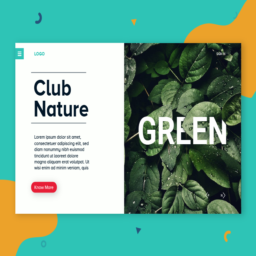 LOGO
Club
Nature
GREEN
Lorem ipsum dolor sit
amet, consectetuer
adipiscing elit, sed diam
nonummy nibh euismod
tincidunt ut laoreet dolore
magna aliquam erat
volutpat. Ut wisi enim ad
minim veniam, quis
Know More